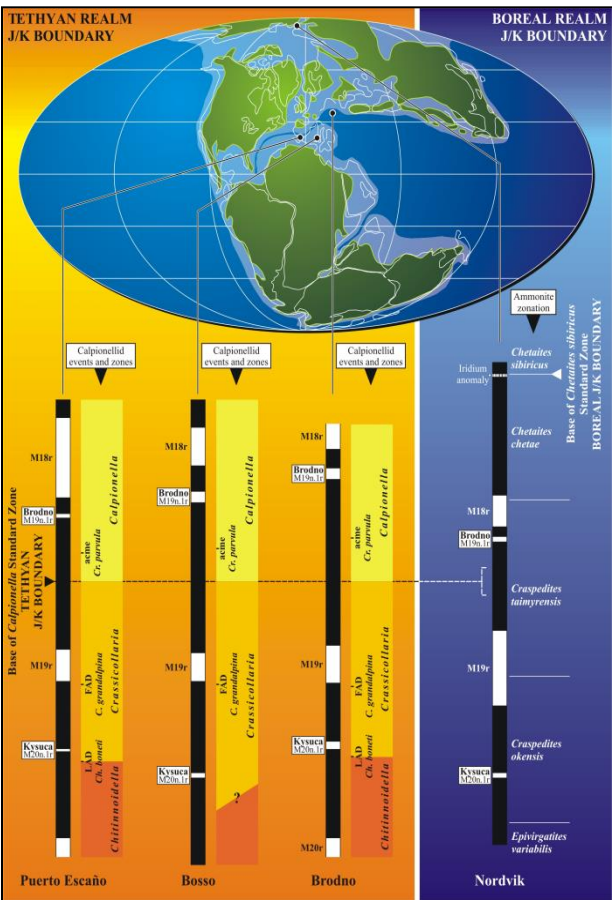 TETHYAN REALM
J/K BOUNDARY
BOREAL REALM
J/K BOUNDARY
Calpionellid
events and zones
Calpionellid
events and zones
Calpionellid
events and zones
Ammonite
zonation
Base of Calpionella Standard Zone
TETHYAN
J/K BOUNDARY
M18r
Brodno
M19n.1r
M19r
Kysuca
M20n.1r
acme
Cr. parvula
Calpionella
FAD
C. grandalpina
Crassicollaria
LAD
Ch. boneti
Chitinnoidella
Puerto Escaño
Brodno
M19n.1r
M19r
Kysuca
M20n.1r
acme
Cr. parvula
Calpionella
FAD
C. grandalpina
Crassicollaria
?
Chitinnoidella
Bosso
M18r
Brodno
M19n.1r
M19r
Kysuca
M20n.1r
M20r
acme
Cr. parvula
Calpionella
FAD
C. grandalpina
Crassicollaria
LAD
Ch. boneti
Chitinnoidella
Brodno
Iridium
anomaly
M18r
Brodno
M19n.1r
M19r
Kysuca
M20n.1r
Chetaites
sibiricus
Chetaites
chetae
Craspedites
taimyrensis
Craspedites
okensis
Epivirgatites
variabilis
Base of Chetaites sibiricus
Standard Zone
BOREAL J/K BOUNDARY
Nordvik